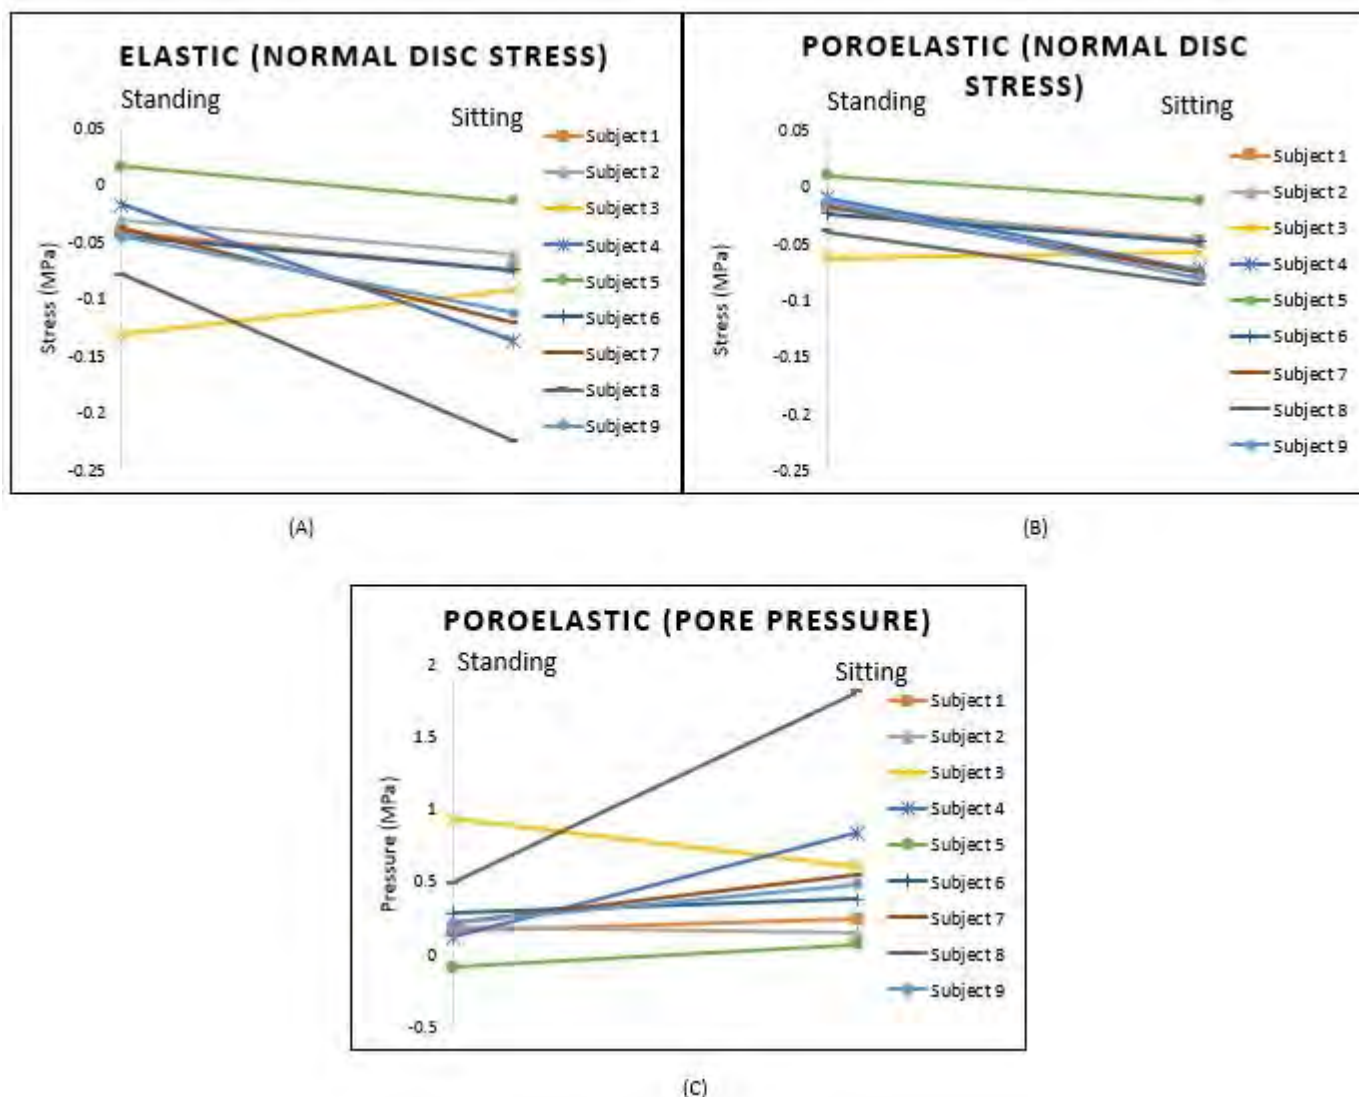 ELASTIC (NORMAL DISC STRESS)
Standing
Sitting
0.05
0
-0.05
-0.1
-0.15
-0.2
-0.25
Stress (MPa)
Subject 1
Subject 2
Subject 3
Subject 4
Subject 5
Subject 6
Subject 7
Subject 8
Subject 9
(A)
POROELASTIC (NORMAL DISC
STRESS)
Standing
Sitting
0.05
0
-0.05
-0.1
-0.15
-0.2
-0.25
Stress (MPa)
Subject 1
Subject 2
Subject 3
Subject 4
Subject 5
Subject 6
Subject 7
Subject 8
Subject 9
(B)
POROELASTIC (PORE PRESSURE)
Standing
Sitting
2
1.5
1
0.5
0
-0.5
Pressure (MPa)
Subject 1
Subject 2
Subject 3
Subject 4
Subject 5
Subject 6
Subject 7
Subject 8
Subject 9
(C)